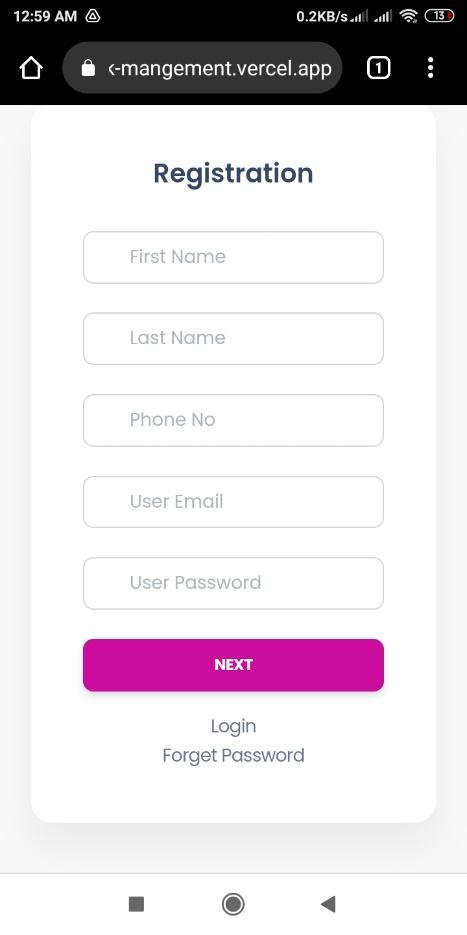 12:59 AM
0.2KB/s
13
-mangement.vercel.app
1
Registration
First Name
Last Name
Phone No
User Email
User Password
NEXT
Login
Forget Password